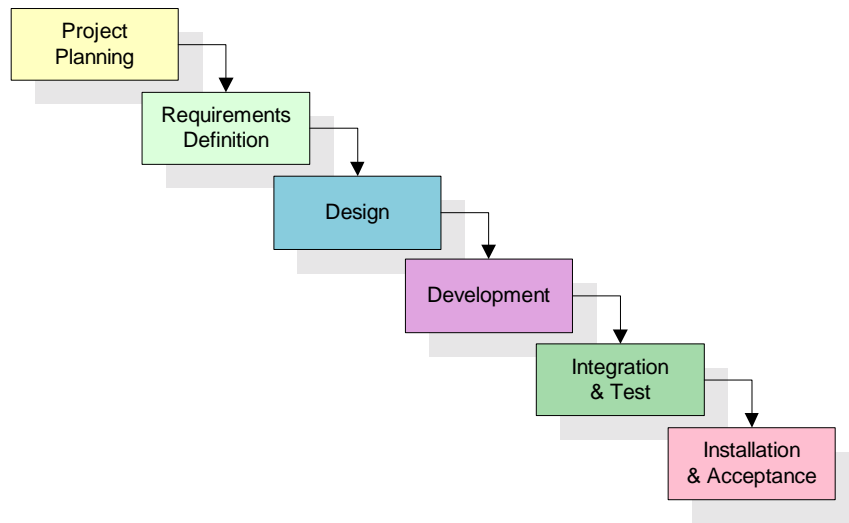 Project
Planning
Requirements
Definition
Design
Development
Integration
& Test
Installation
& Acceptance